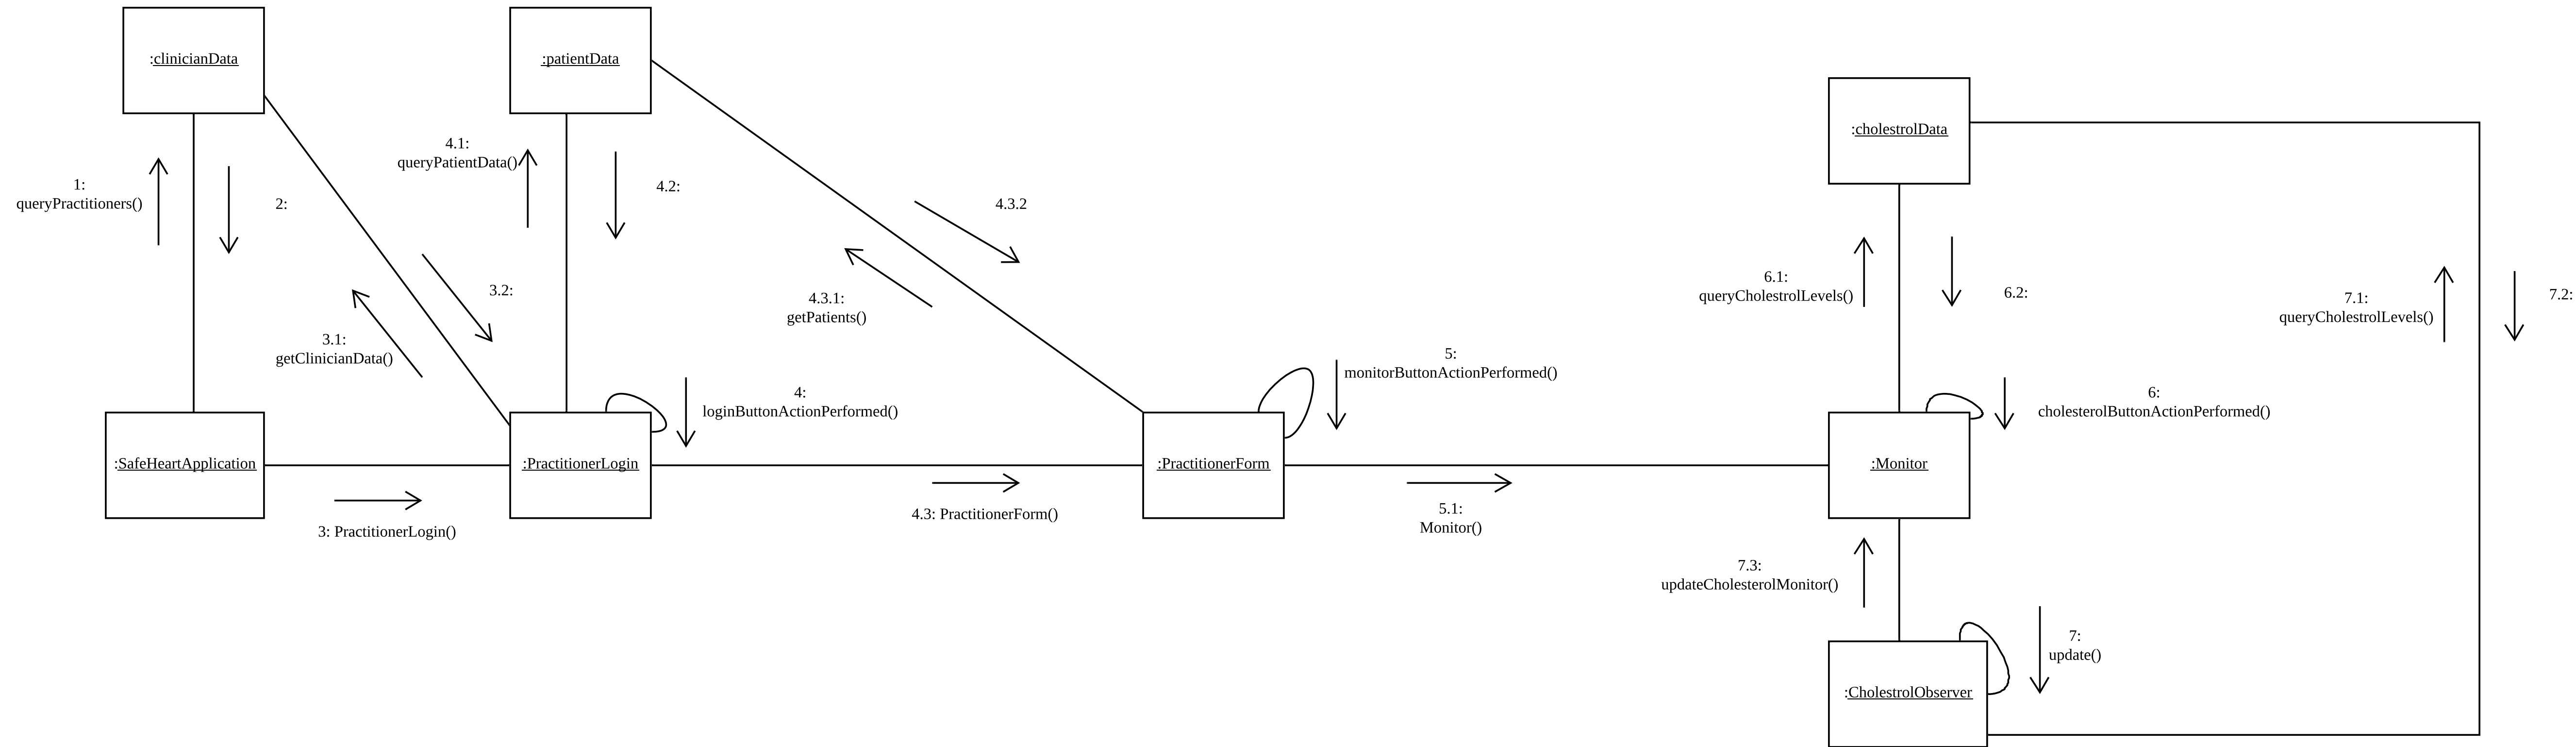 :clinicianData
:patientData
:cholestrolData
4.1:
queryPatientData()
1:
queryPractitioners()
2:
4.2:
4.3.2
3.2:
4.3.1:
getPatients()
6.1:
queryCholestrolLevels()
6.2:
7.1:
queryCholestrolLevels()
7.2:
3.1:
getClinicianData()
4:
loginButtonActionPerformed()
5:
monitorButtonActionPerformed()
6:
cholesterolButtonActionPerformed()
:SafeHeartApplication
:PractitionerLogin
:PractitionerForm
:Monitor
3: PractitionerLogin()
4.3: PractitionerForm()
5.1:
Monitor()
7.3:
updateCholesterolMonitor()
7:
update()
:CholestrolObserver